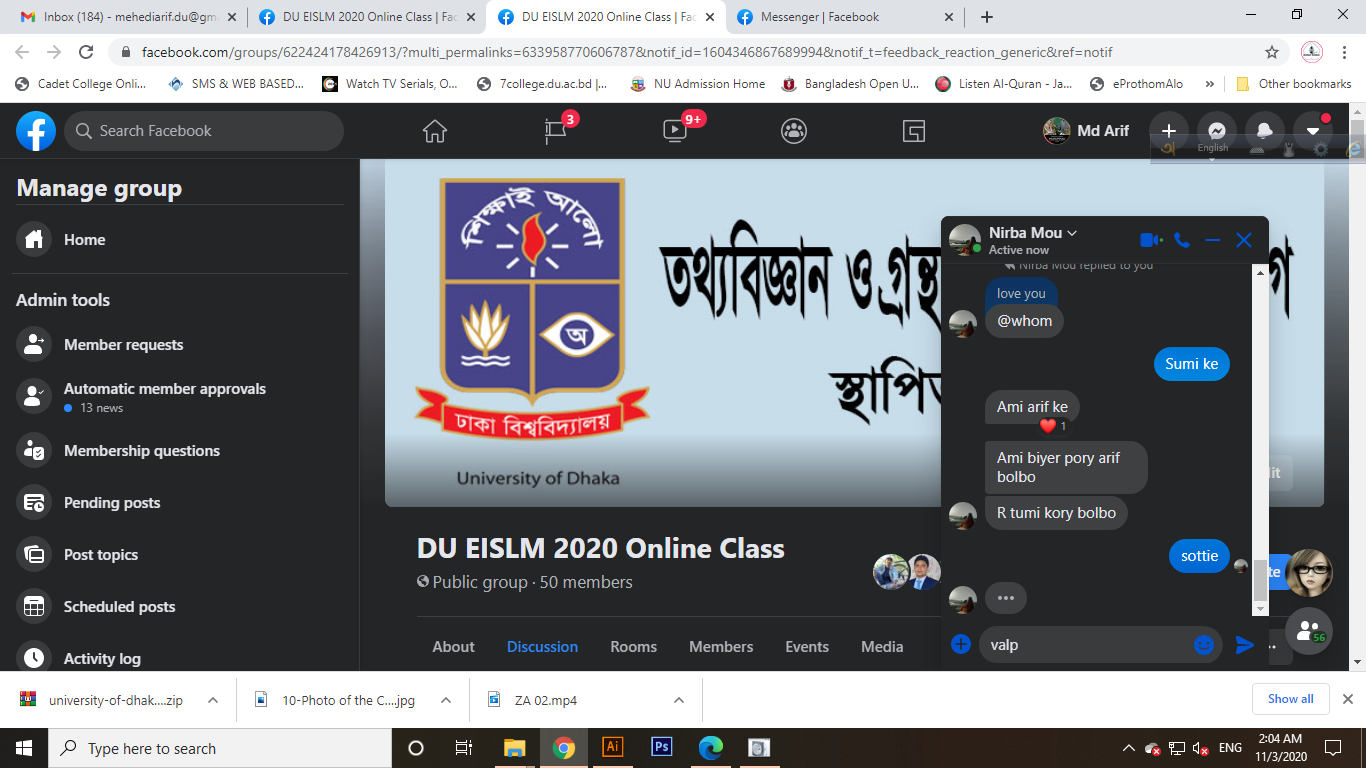 Inbox (184) - mehediarif.du@gm
DU EISLM 2020 Online Class | Fac
DU EISLM 2020 Online Class | Fac
Messenger | Facebook
facebook.com/groups/622424178426913/?multi_permalinks=633958770606787&notif_id=1604346867689994&notif_t=feedback_reaction_generic&ref=notif
Cadet College Onli...
SMS & WEB BASED...
Watch TV Serials, O...
7college.du.ac.bd |...
NU Admission Home
Bangladesh Open U...
Listen Al-Quran - Ja...
eProthomAlo
»
Other bookmarks
Search Facebook
3
9+
Md Arif
অ
English
Manage group
Home
Admin tools
Member requests
Automatic member approvals
13 news
Membership questions
Pending posts
Post topics
Scheduled posts
Activity log
শিক্ষাই আলো
অ
ঢাকা বিশ্ববিদ্যালয়
University of Dhaka
তথ্যবিজ্ঞান ও গ্রন্থ
স্থাপিত
DU EISLM 2020 Online Class
Public group · 50 members
About
Discussion
Rooms
Members
Events
Media
Nirba Mou
Active now
Nirba Mou replied to you
love you
@whom
Sumi ke
Ami arif ke
1
Ami biyer pory arif
bolbo
R tumi kory bolbo
sottie
valp
56
university-of-dhak....zip
10-Photo of the C....jpg
ZA 02.mp4
Show all
Type here to search
Ai
Ps
ENG
2:04 AM
11/3/2020